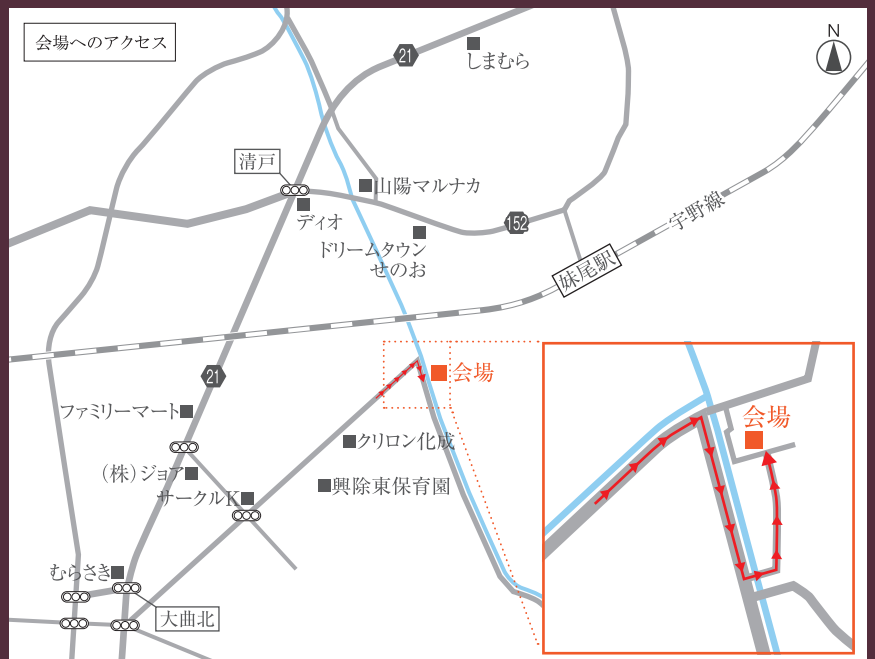 会場へのアクセス
N
21
しまむら
清戸
山陽マルナカ
ディオ
152
ドリームタウン
せのお
宇野線
妹尾駅
21
会場
ファミリーマート
クリロン化成
(株)ジョア
サークルK
興除東保育園
むらさき
大曲北
会場